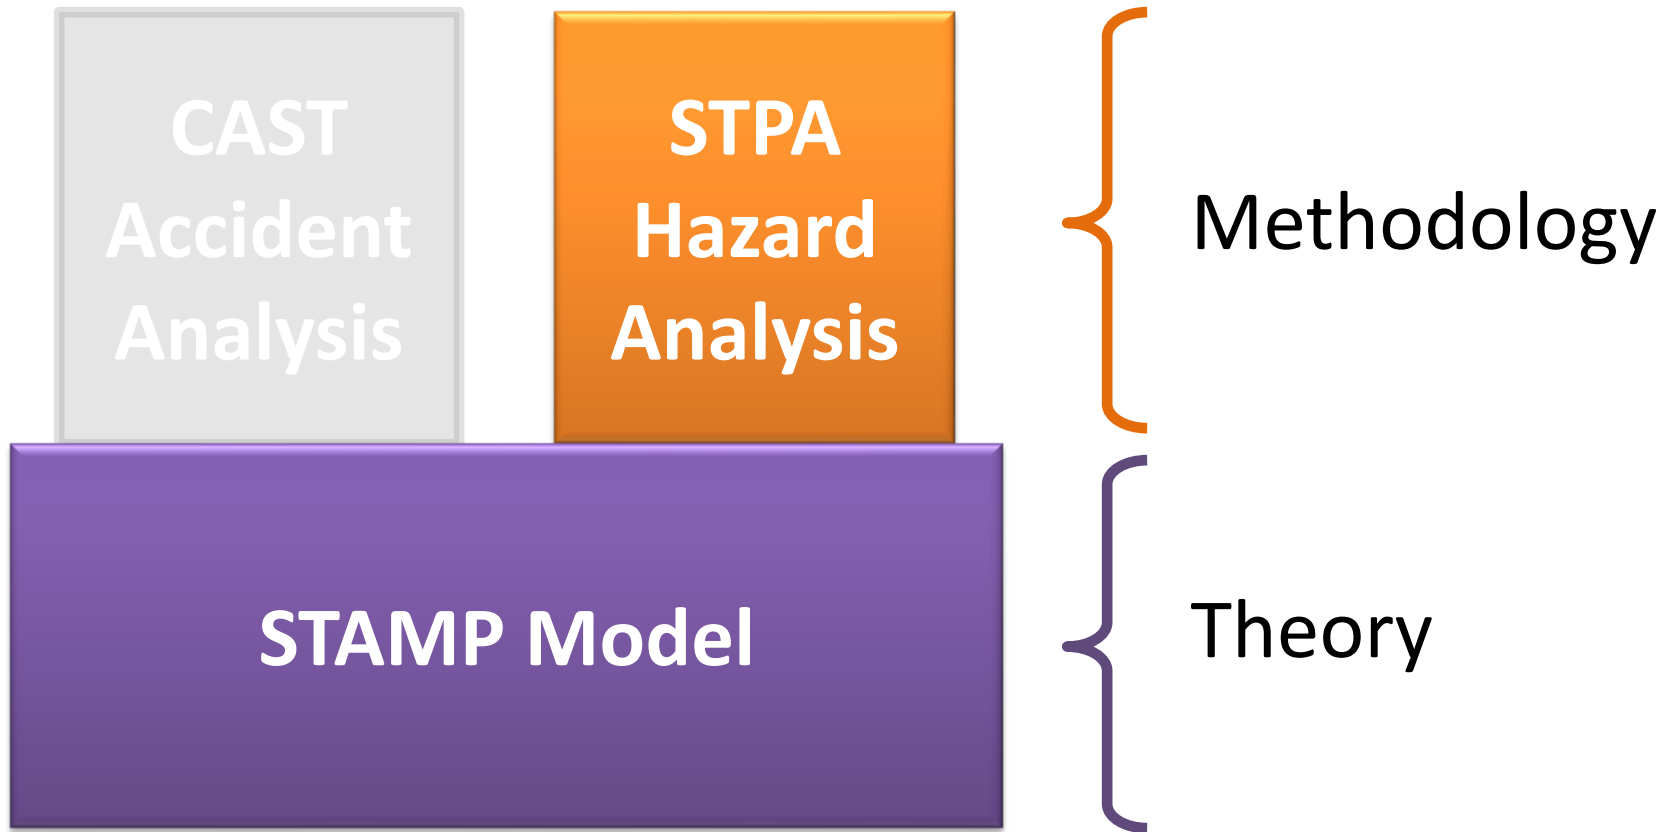 CAST
Accident
Analysis
STPA
Hazard
Analysis
Methodology
STAMP Model
Theory